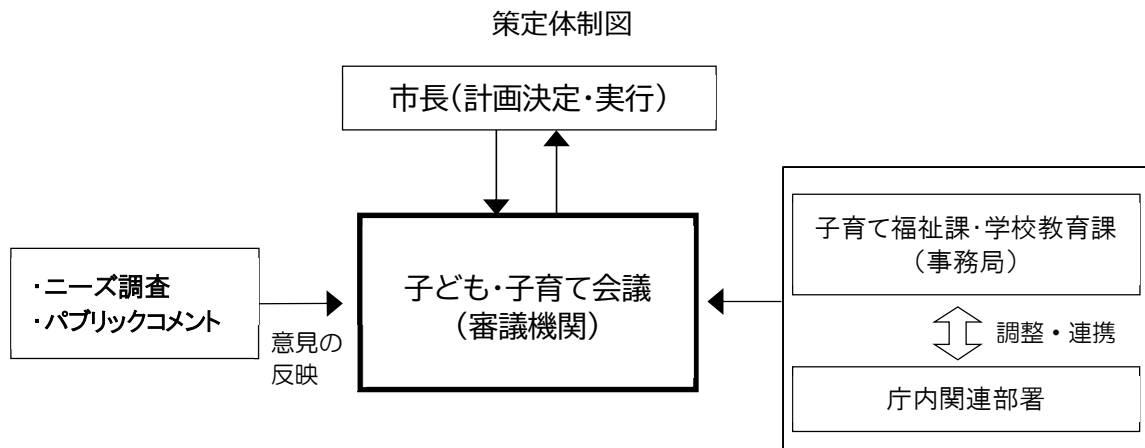 策定体制図
市長(計画決定・実行)
子育て福祉課・学校教育課
(事務局)
・ニーズ調査
・パブリックコメント
意見の
反映
子ども・子育て会議
(審議機関)
調整・連携
庁内関連部署